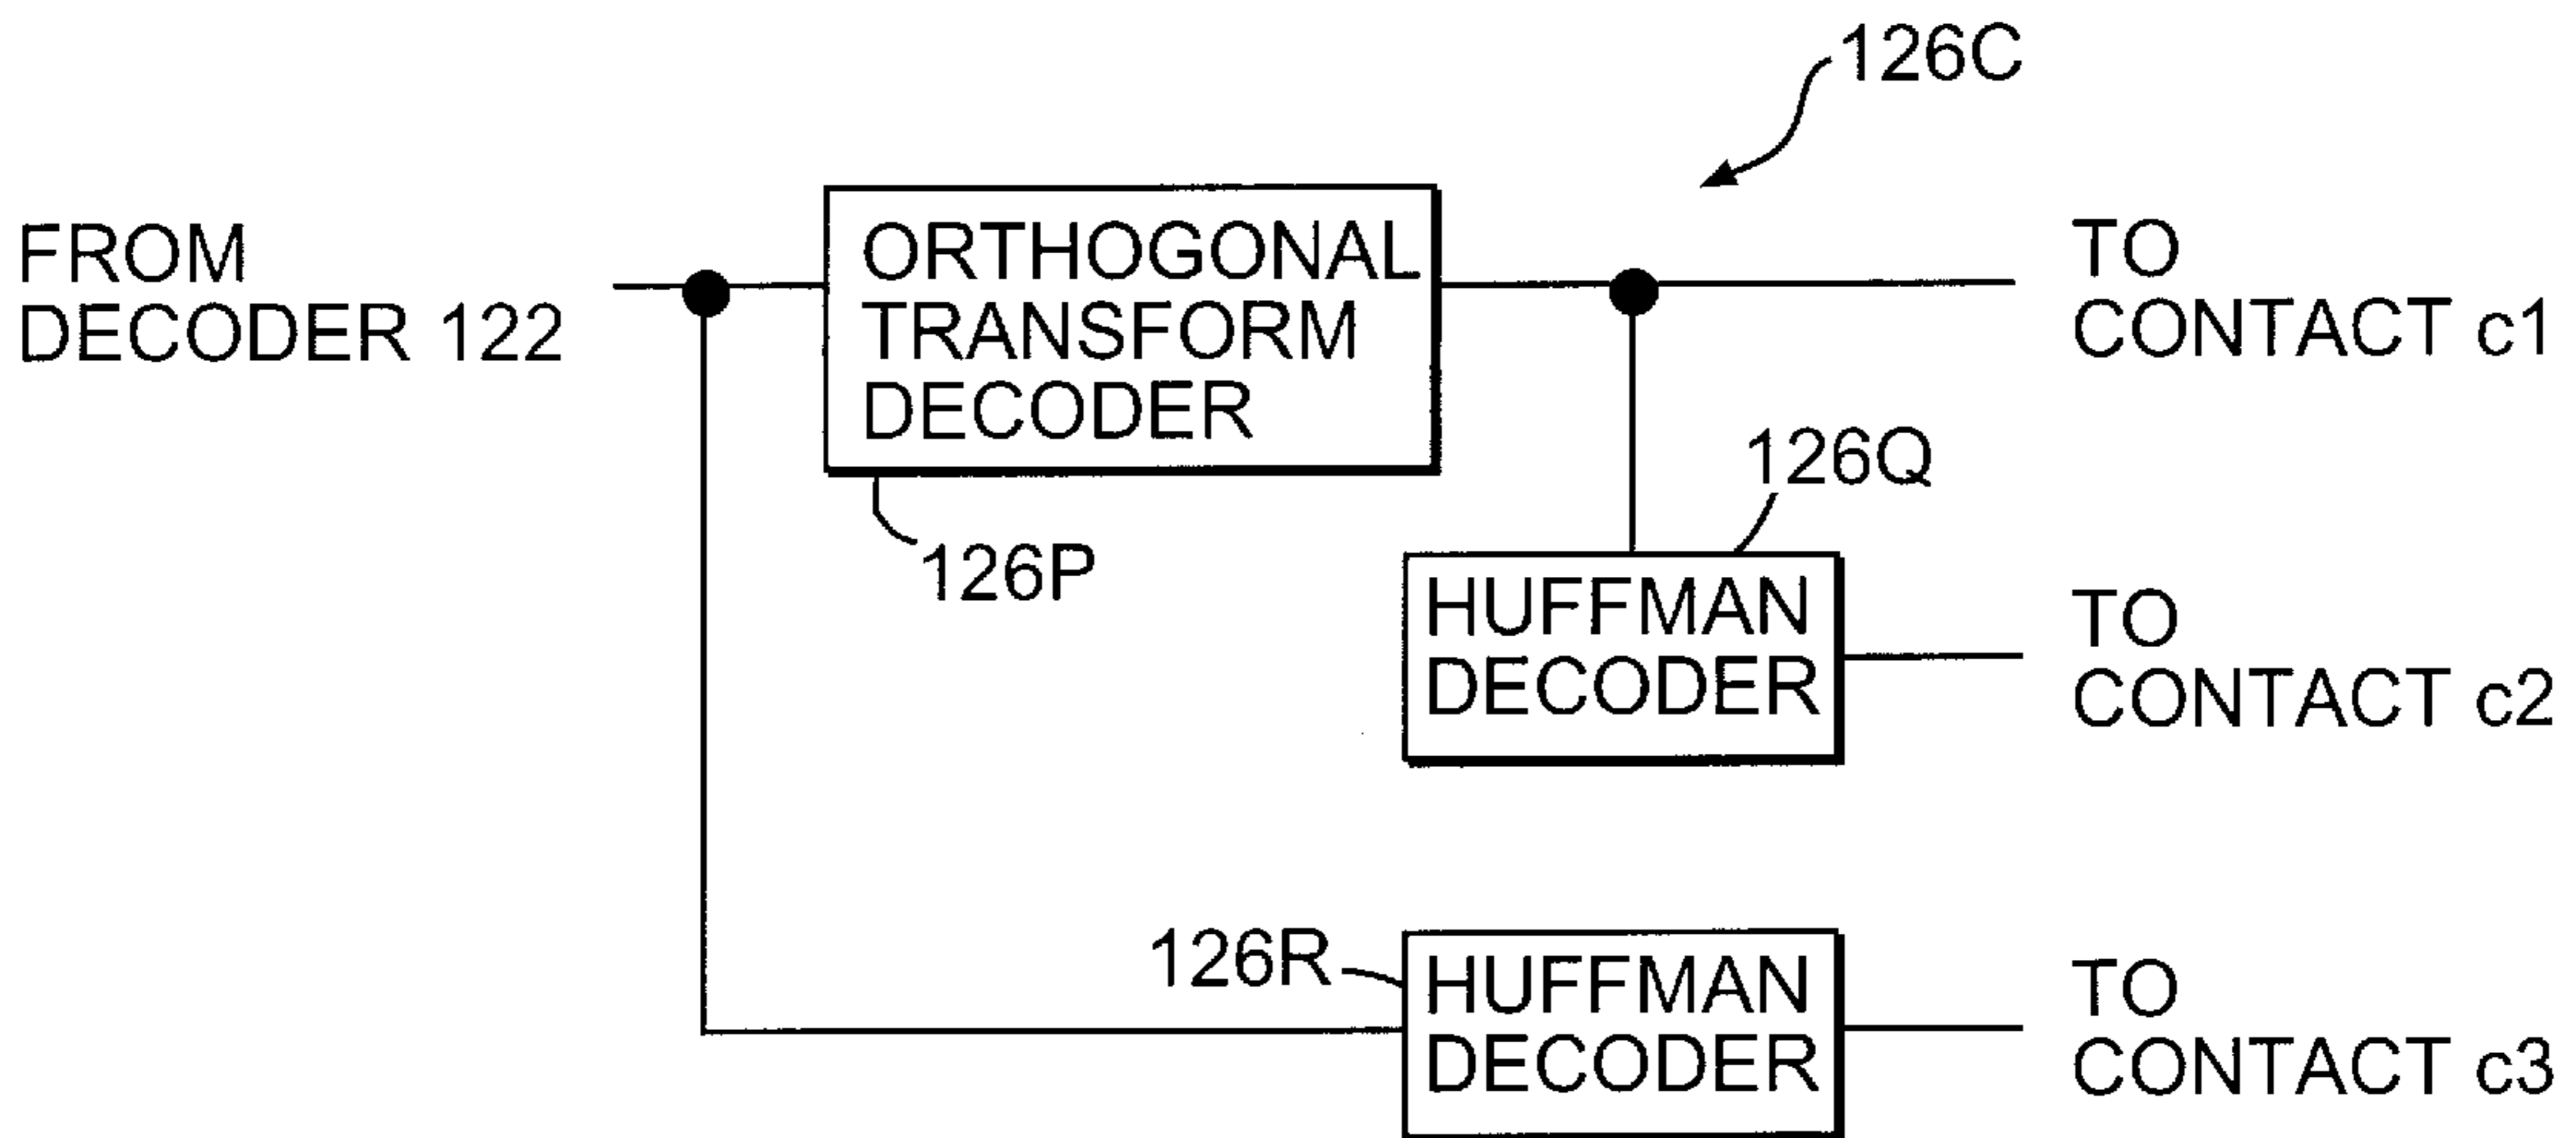 126C
FROM
DECODER 122
ORTHOGONAL
TRANSFORM
DECODER
TO
CONTACT c1
126P
126Q
HUFFMAN
DECODER
TO
CONTACT c2
126R
HUFFMAN
DECODER
TO
CONTACT c3